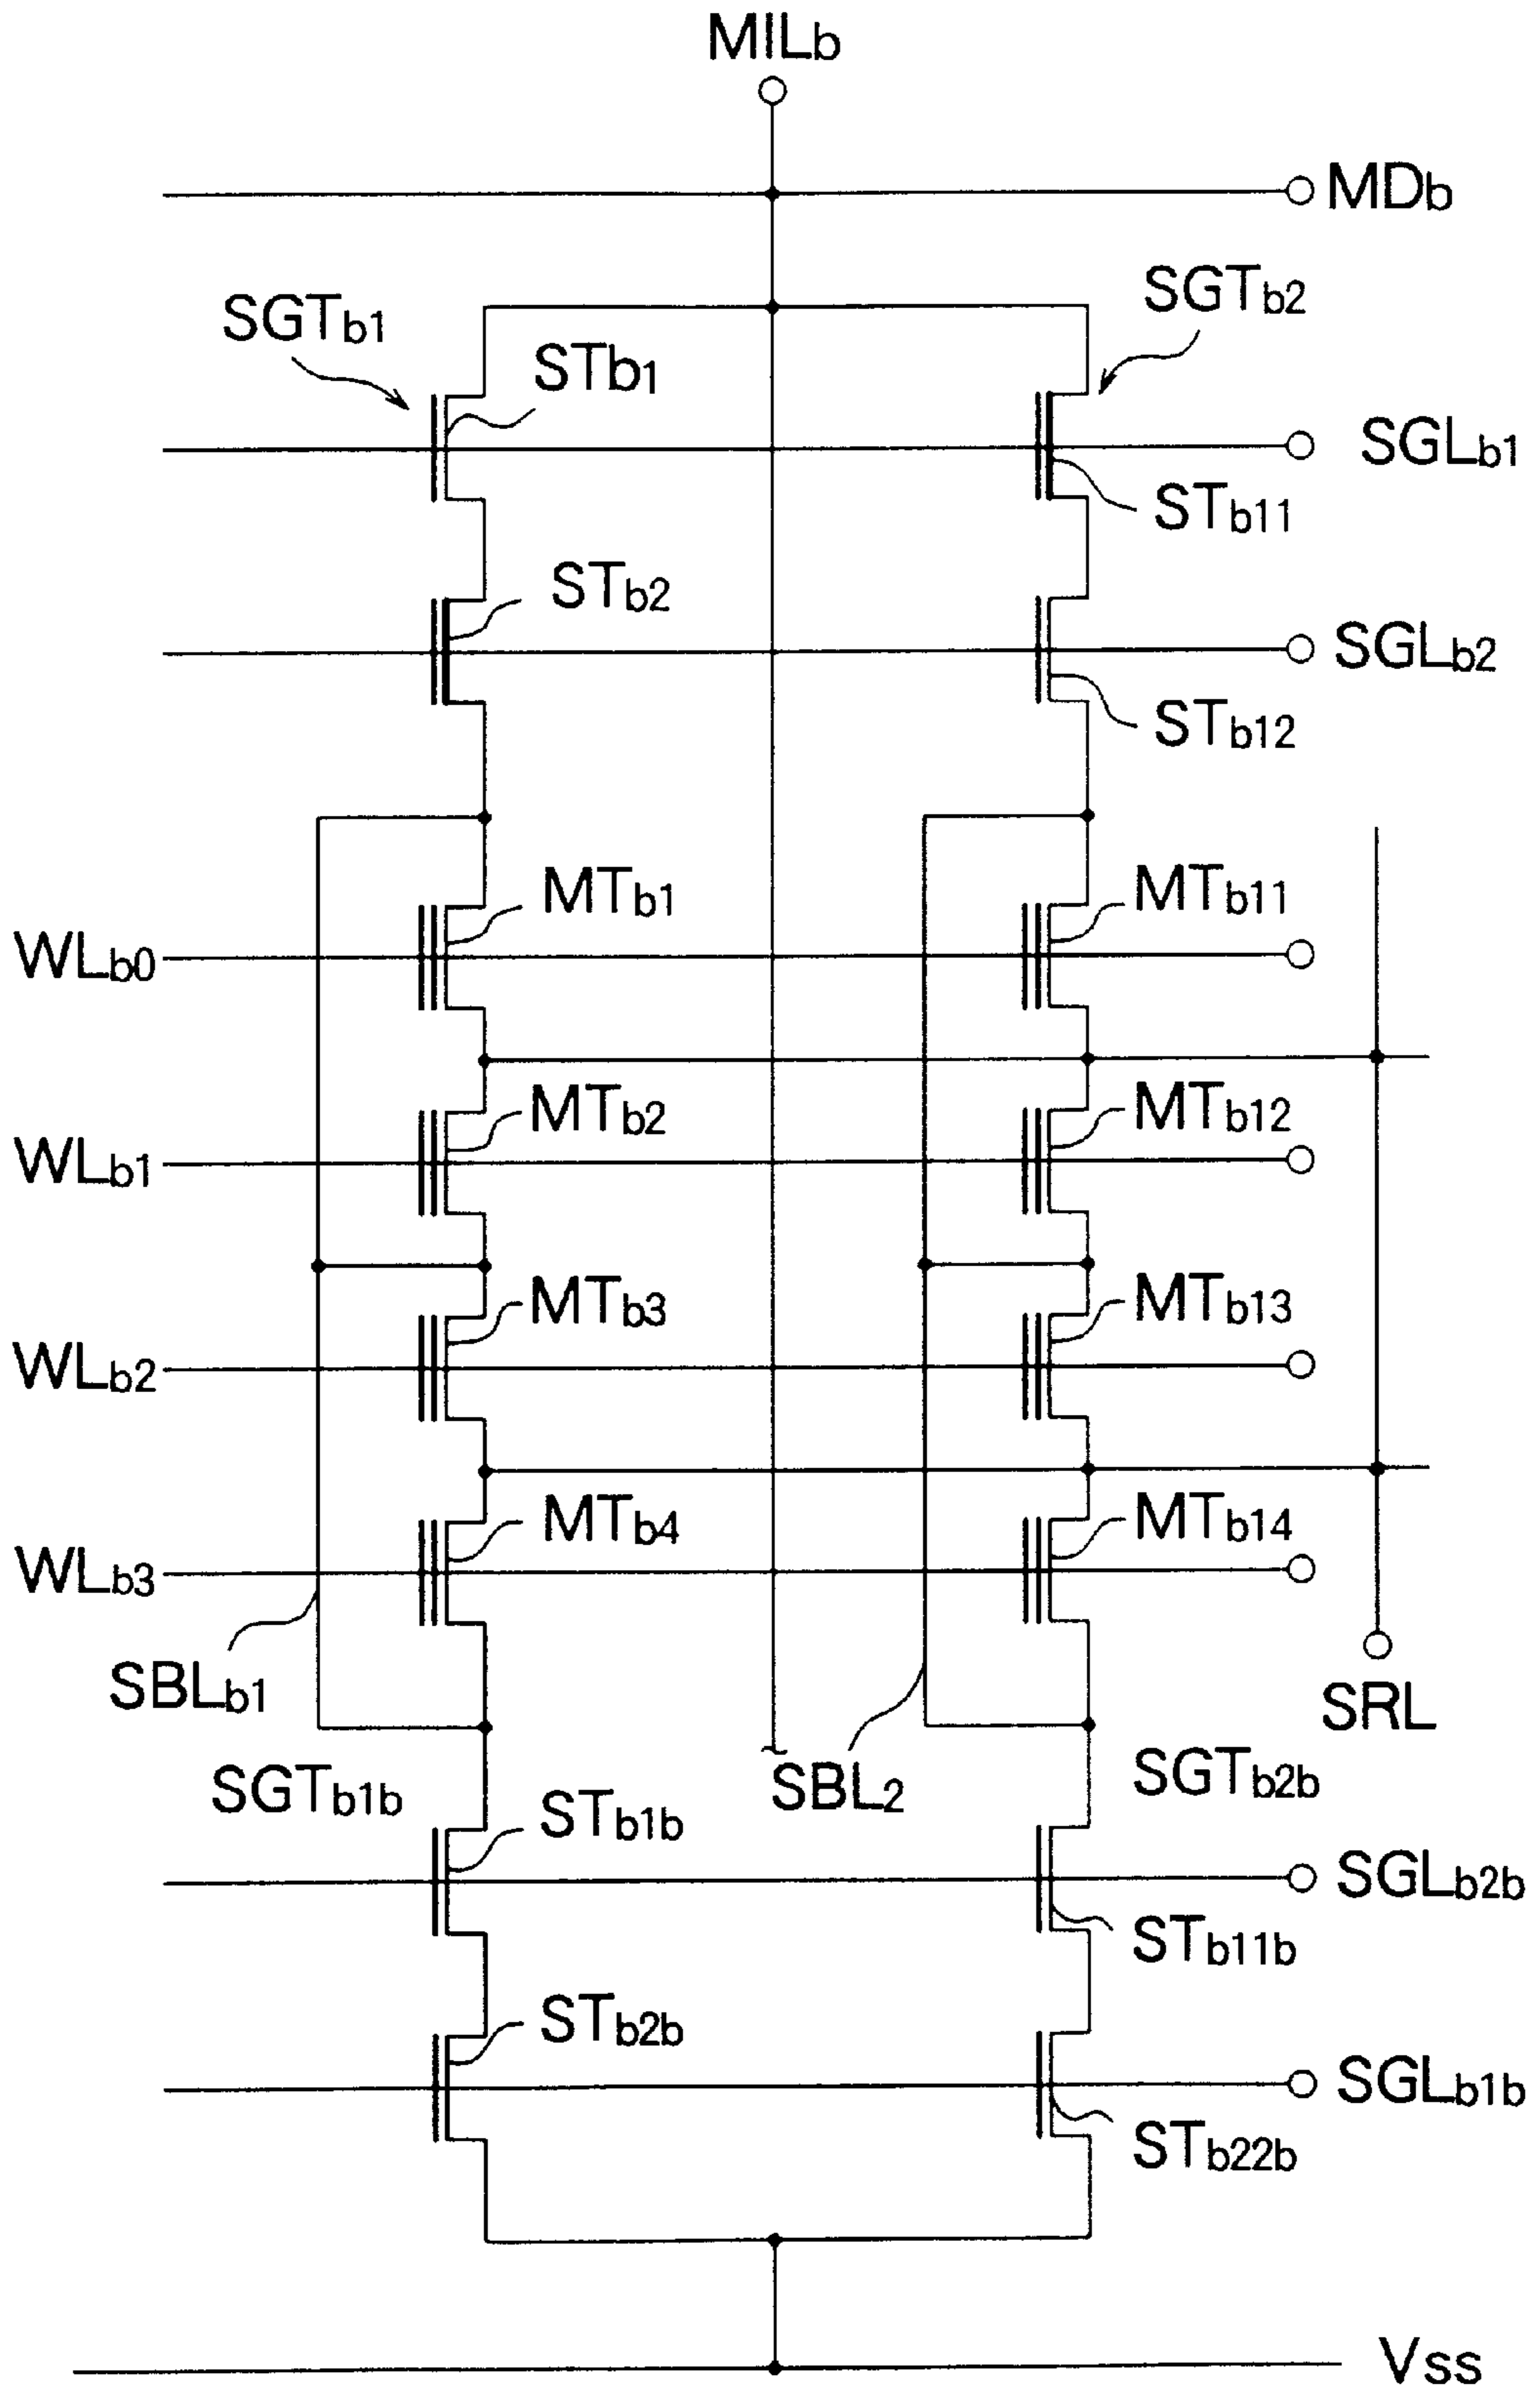 MILb
MDb
SGTb1
SGTb2
STb1
SGLb1
STb11
STb2
SGLb2
STb12
MTb1
MTb11
WLb0
MTb2
MTb12
WLb1
MTb3
MTb13
WLb2
MTb4
MTb14
WLb3
SBLb1
SRL
SGTb1b
SBL2
SGTb2b
STb1b
SGLb2b
STb11b
STb2b
SGLb1b
STb22b
Vss